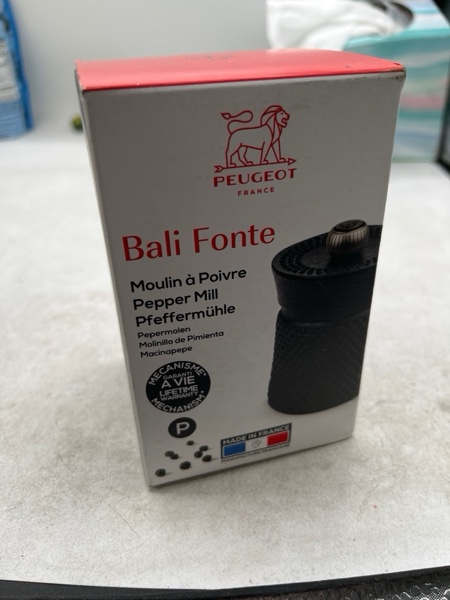 PEUGEOT
FRANCE
Bali Fonte
Moulin à Poivre
Pepper Mill
Pfeffermühle
Pepermolen
Molinillo de Pimienta
Macinapepe
MÉCANISME*
GARANTI
À VIE
LIFETIME
WARRANTY
MECHANISM*
P
MADE IN FRANCE